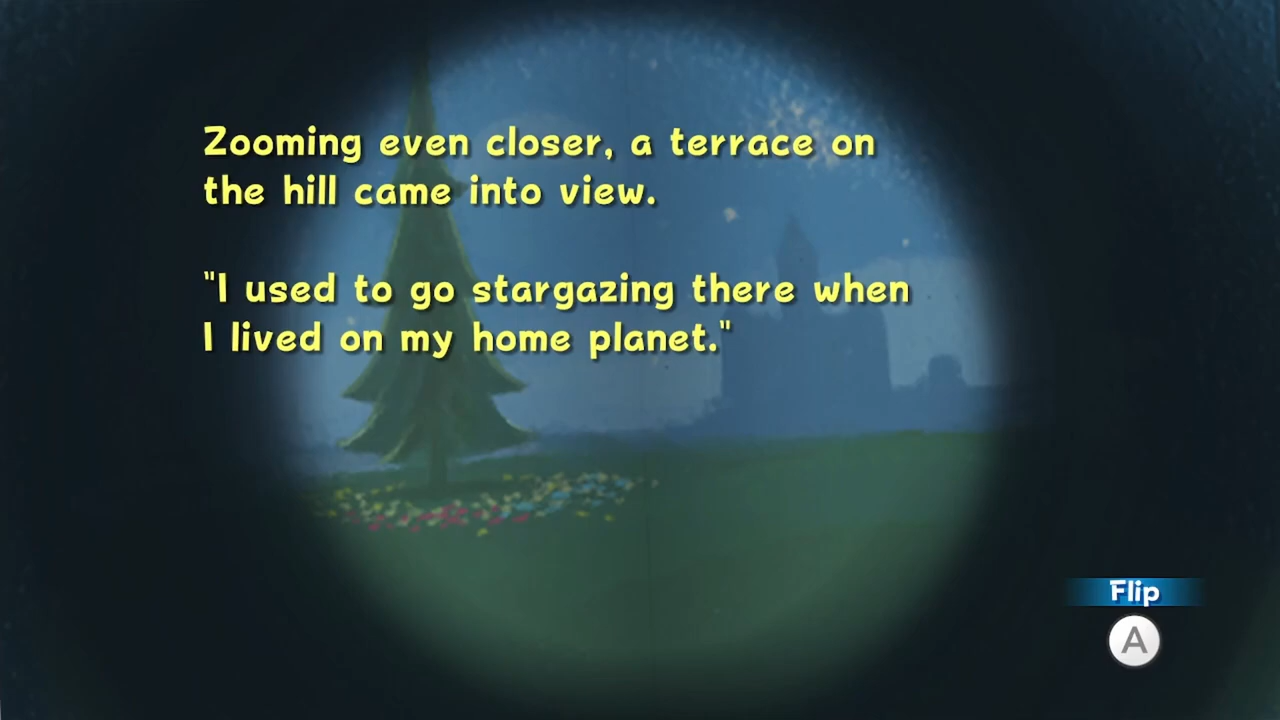 Zooming even closer, a terrace on
the hill came into view.
"I used to go stargazing there when
I lived on my home planet."
Flip
A